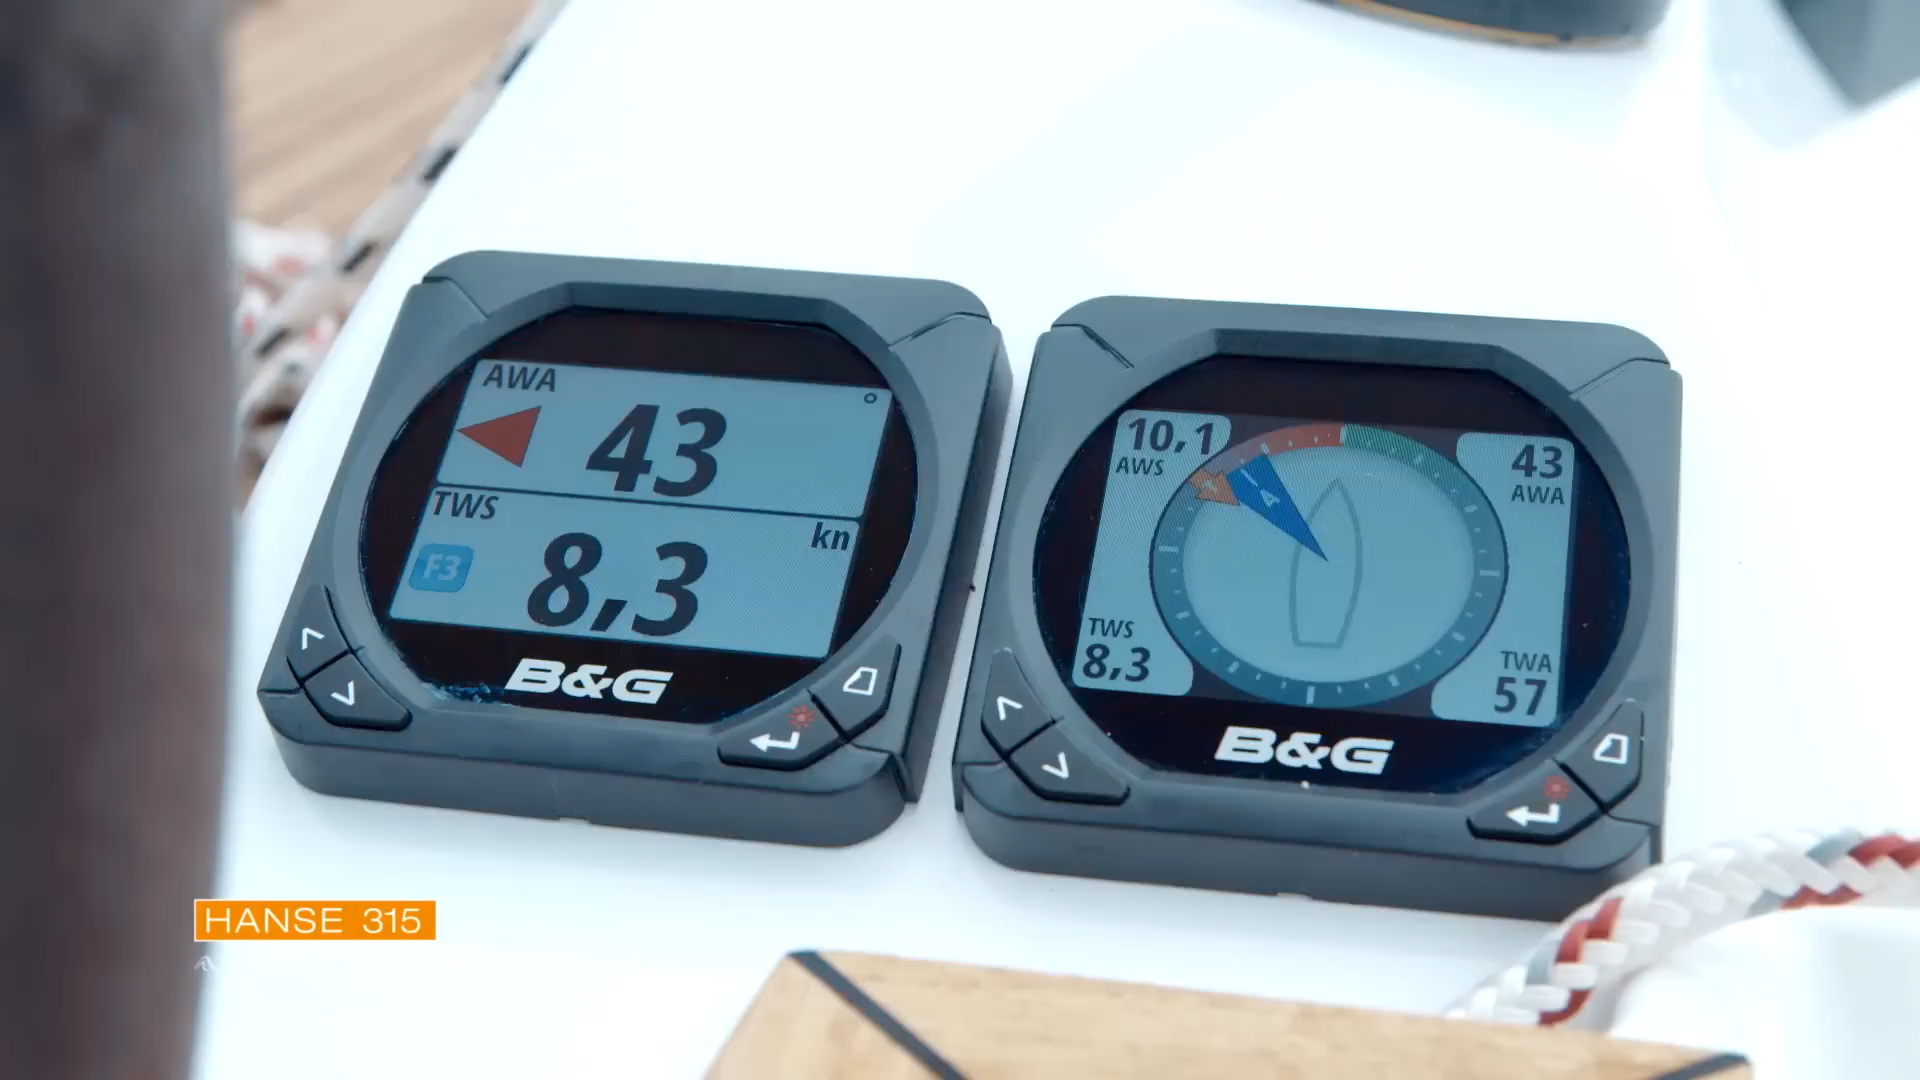 AWA
43
°
TWS
kn
F3
8,3
B&G
10,1
AWS
43
AWA
A
TWS
8,3
TWA
57
B&G
HANSE 315